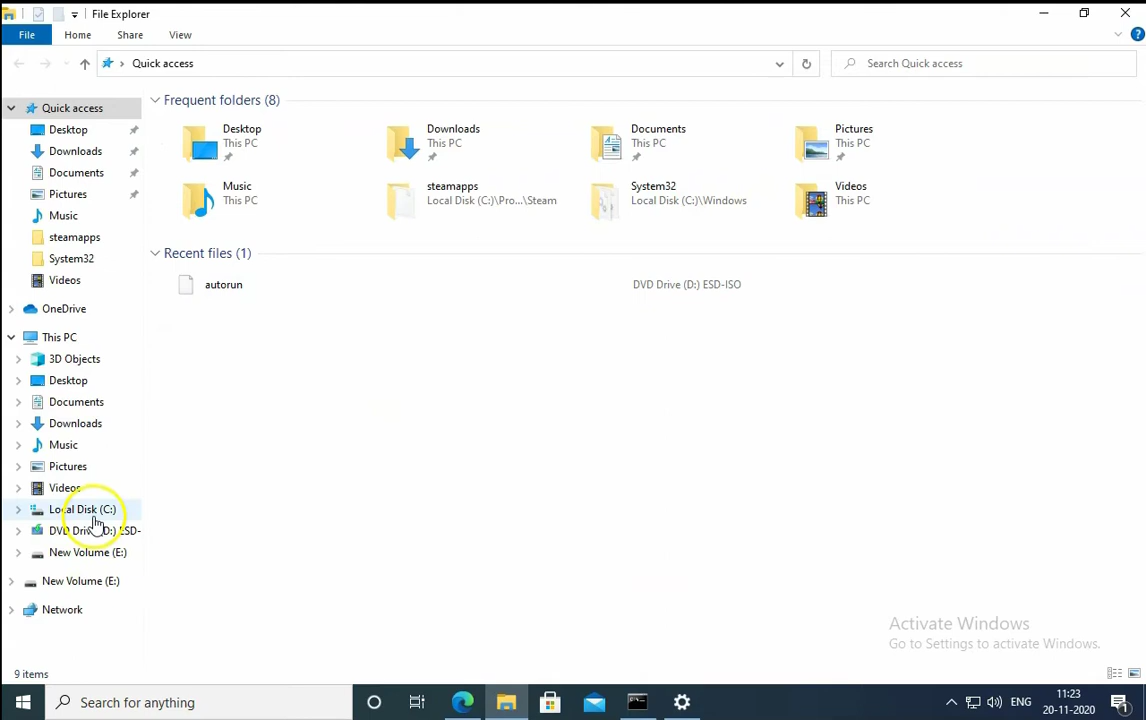 File Explorer
File Home Share View
Quick access
Search Quick access
Quick access
Desktop
Downloads
Documents
Pictures
Music
steamapps
System32
Videos
OneDrive
This PC
3D Objects
Desktop
Documents
Downloads
Music
Pictures
Videos
Local Disk (C:)
DVD Drive (D:) ESD-
New Volume (E:)
New Volume (E:)
Network
Frequent folders (8)
Desktop
This PC
Downloads
This PC
Documents
This PC
Pictures
This PC
Music
This PC
steamapps
Local Disk (C:)\Pro...\Steam
System32
Local Disk (C:)\Windows
Videos
This PC
Recent files (1)
autorun DVD Drive (D:) ESD-ISO
Activate Windows
Go to Settings to activate Windows.
9 items
Search for anything
ENG
11:23
20-11-2020
1